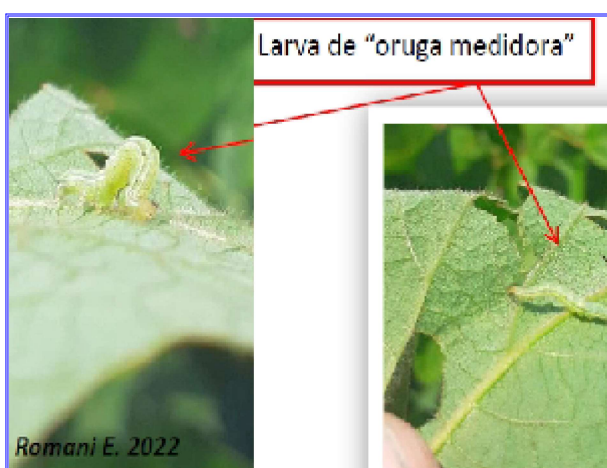 Larva de “oruga medidora”
Romani E. 2022